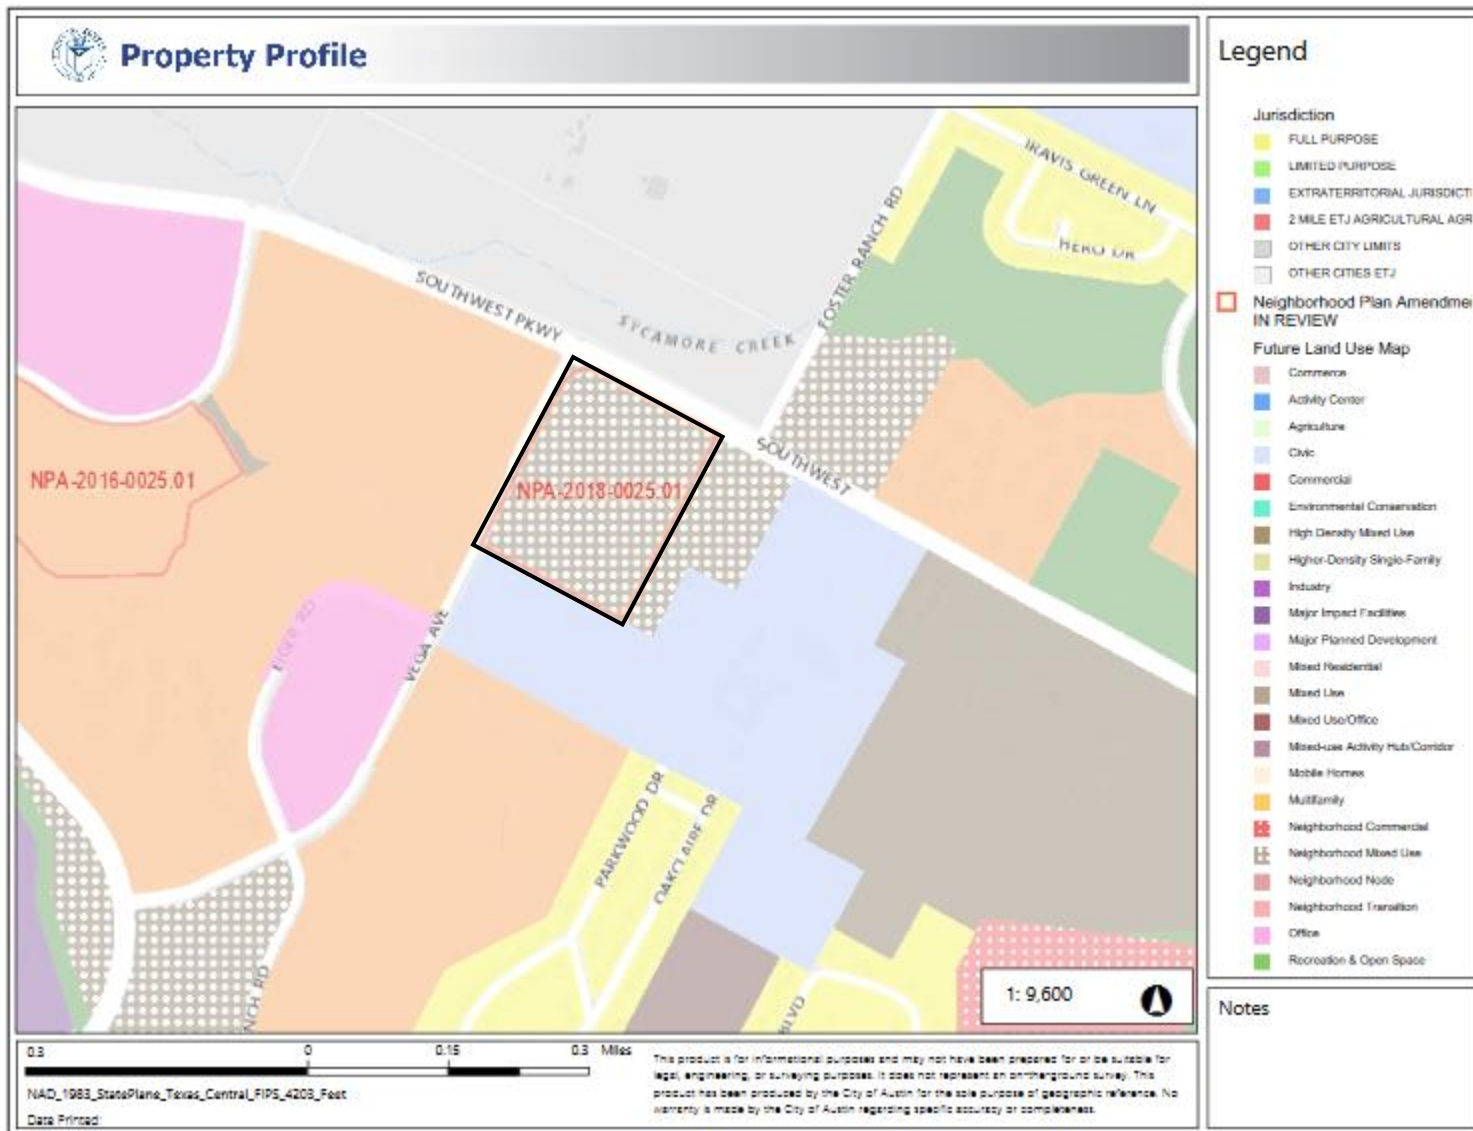 Property Profile
TRAVIS GREEN LN
HERO DR
FOSTER RANCH RD
SOUTHWEST PKWY
SYCAMORE CREEK
SOUTHWEST
NPA-2016-0025.01
NPA-2018-0025.01
VEGA AVE
PARKWOOD DR
OAKCLAIRE DR
NCH RD
BLVD
1: 9,600
Legend
Jurisdiction
FULL PURPOSE
LIMITED PURPOSE
EXTRATERRITORIAL JURISDICTI
2 MILE ETJ AGRICULTURAL AGR
OTHER CITY LIMITS
OTHER CITIES ETJ
Neighborhood Plan Amendmen
IN REVIEW
Future Land Use Map
Commerce
Activity Center
Agriculture
Civic
Commercial
Environmental Conservation
High Density Mixed Use
Higher-Density Single-Family
Industry
Major Impact Facilities
Major Planned Development
Mixed Residential
Mixed Use
Mixed Use/Office
Mixed-use Activity Hub/Corridor
Mobile Homes
Multifamily
Neighborhood Commercial
Neighborhood Mixed Use
Neighborhood Node
Neighborhood Transition
Office
Recreation & Open Space
Notes
0.3 0 0.15 0.3 Miles
NAD_1983_StatePlane_Texas_Central_FIPS_4203_Feet
Date Printed:
This product is for informational purposes and may not have been prepared for or be suitable for
legal, engineering, or surveying purposes. It does not represent an on-the-ground survey. This
product has been produced by the City of Austin for the sole purpose of geographic reference. No
warranty is made by the City of Austin regarding specific accuracy or completeness.